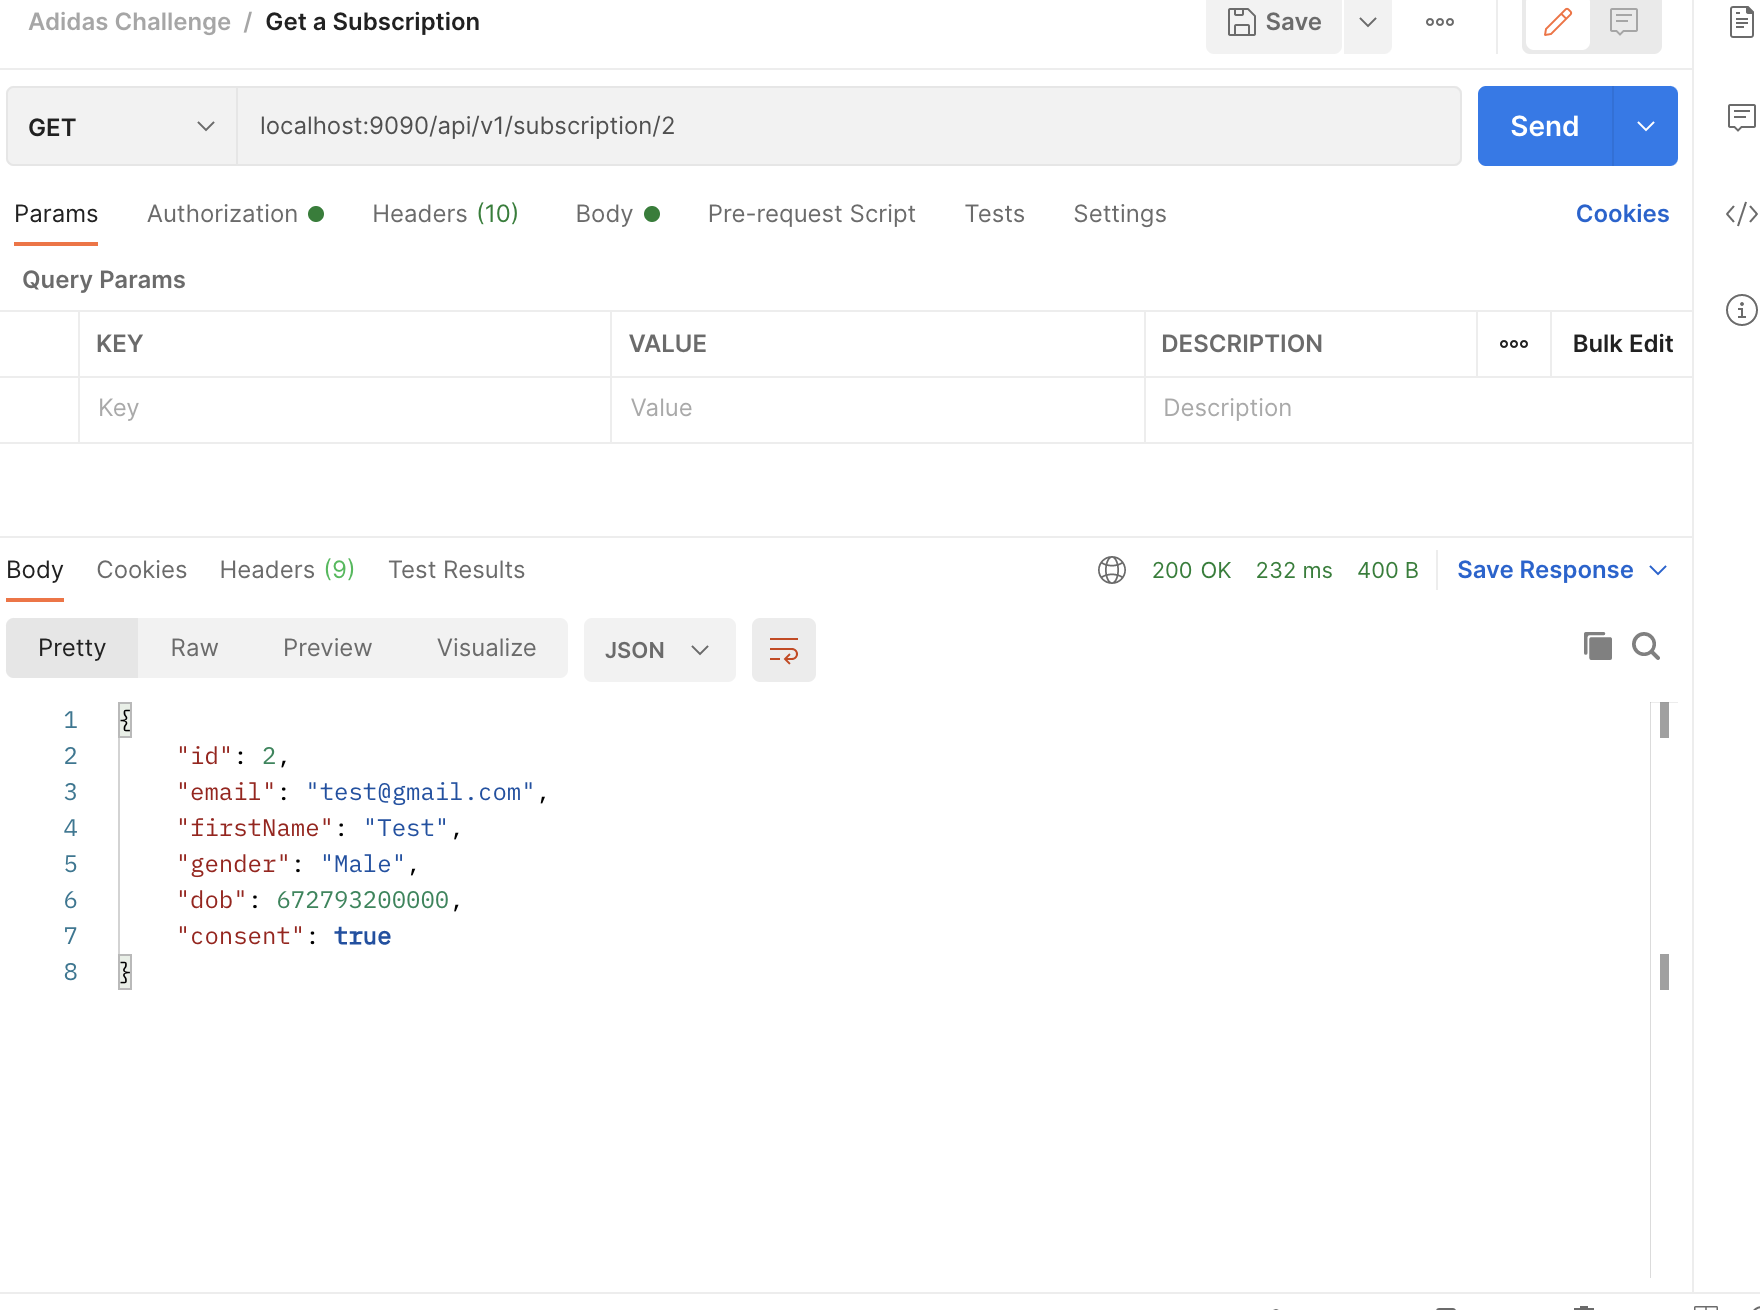 Adidas Challenge / Get a Subscription
Save
GET
localhost:9090/api/v1/subscription/2
Send
Params Authorization Headers (10) Body Pre-request Script Tests Settings Cookies
Query Params
KEY VALUE DESCRIPTION Bulk Edit
Key Value Description
Body Cookies Headers (9) Test Results 200 OK 232 ms 400 B Save Response
Pretty Raw Preview Visualize JSON
1 {
2 "id": 2,
3 "email": "test@gmail.com",
4 "firstName": "Test",
5 "gender": "Male",
6 "dob": 672793200000,
7 "consent": true
8 }